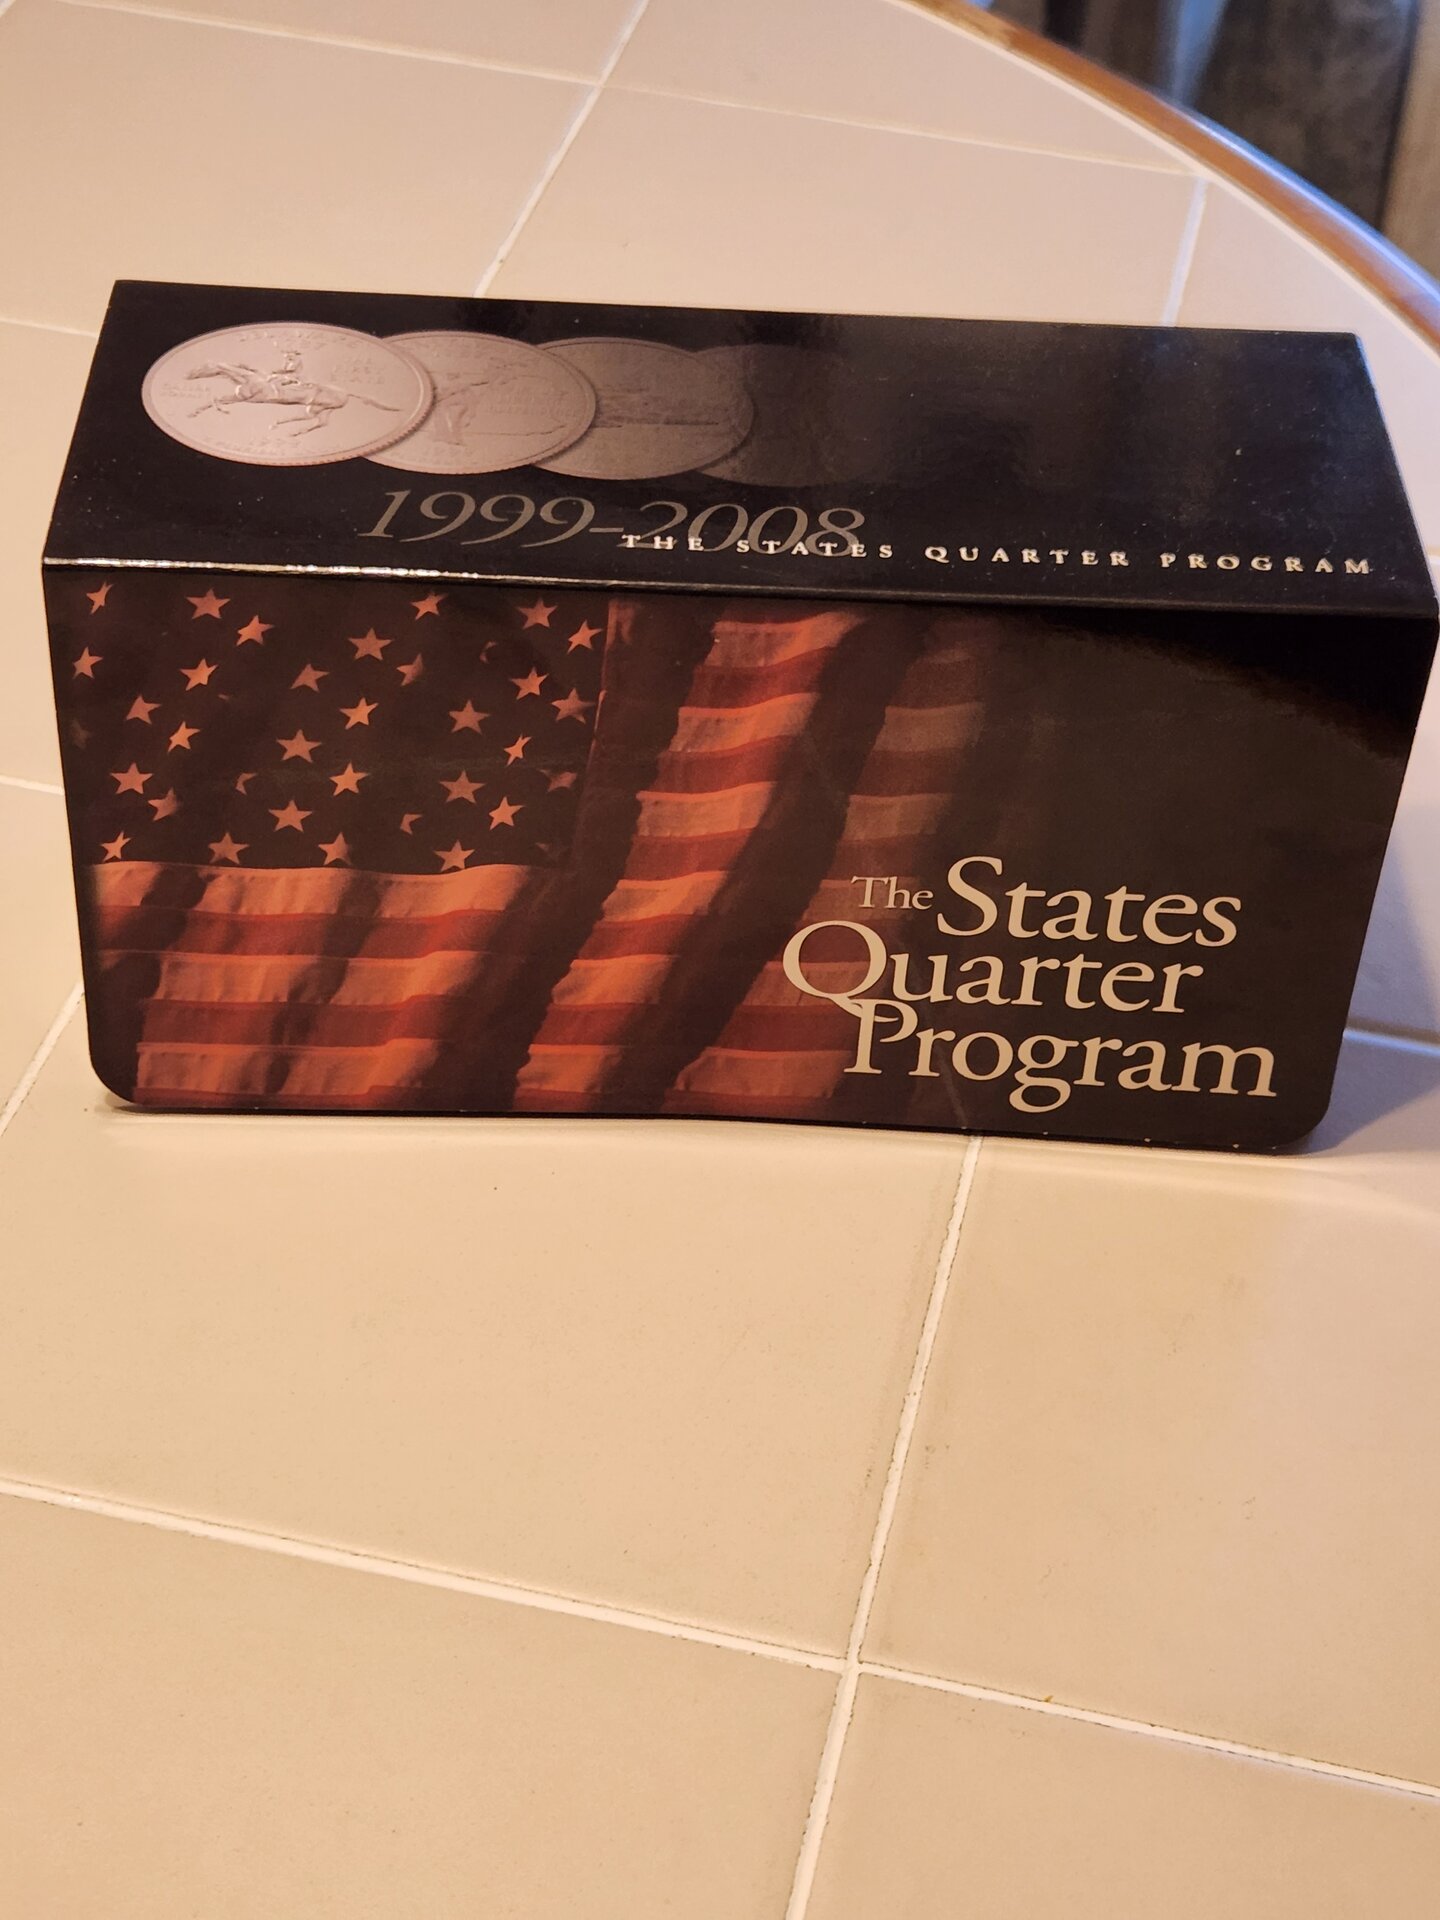 1999-2008
THE STATES QUARTER PROGRAM
The States
Quarter
Program